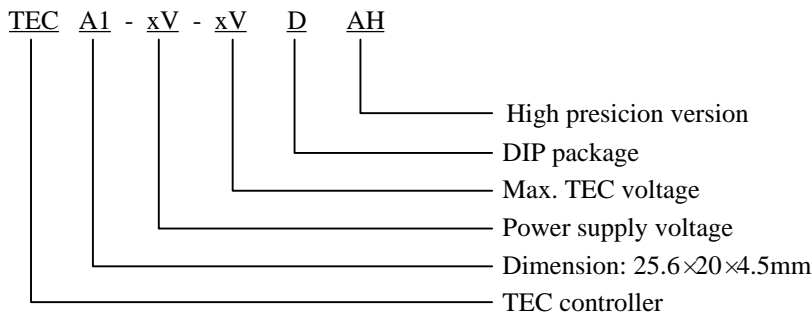 TEC A1 - xV - xV D AH
High presicion version
DIP package
Max. TEC voltage
Power supply voltage
Dimension: 25.6×20×4.5mm
TEC controller